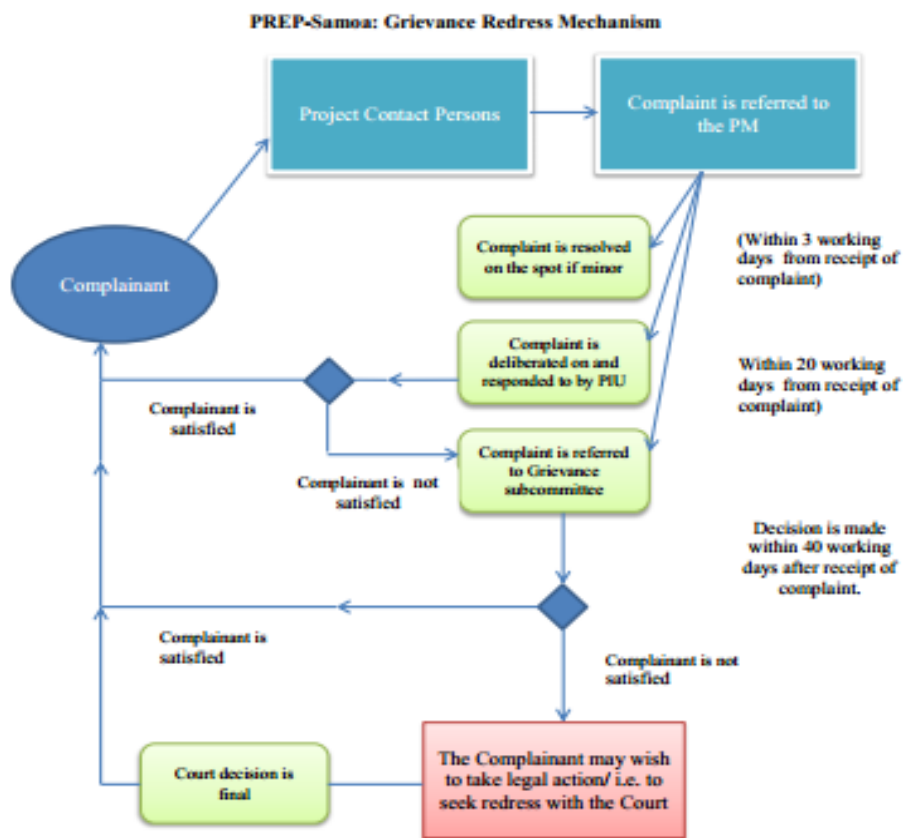 PREP-Samoa: Grievance Redress Mechanism
Project Contact Persons
Complaint is referred to
the PM
Complainant
Complaint is resolved
on the spot if minor
(Within 3 working
days from receipt of
complaint)
Complaint is
deliberated on and
responded to by PIU
Within 20 working
days from receipt of
complaint)
Complainant is
satisfied
Complainant is not
satisfied
Complaint is referred
to Grievance
subcommittee
Decision is made
within 40 working
days after receipt of
complaint.
Complainant is
satisfied
Complainant is not
satisfied
The Complainant may wish
to take legal action/ i.e. to
seek redress with the Court
Court decision is
final